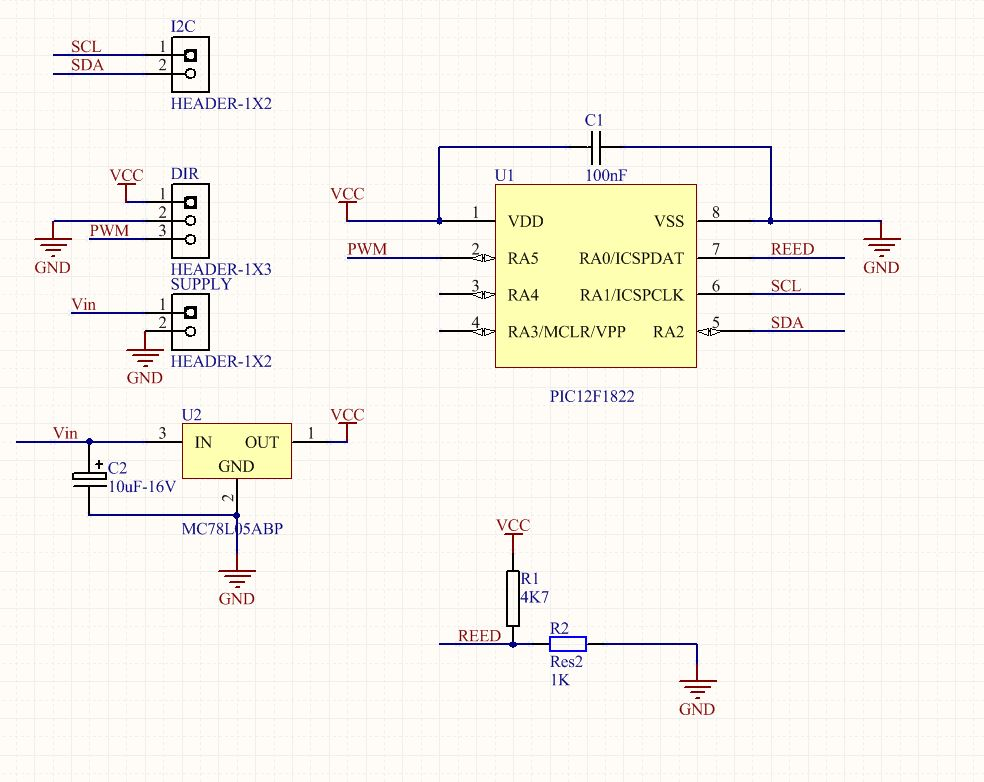 I2C
SCL 1
SDA 2
HEADER-1X2
VCC
DIR
1
2
PWM 3
GND
HEADER-1X3
SUPPLY
Vin 1
2
HEADER-1X2
GND
C1
100nF
U1
VCC
1 VDD VSS 8
PWM 2 RA5 RA0/ICSPDAT 7 REED
GND
3 RA4 RA1/ICSPCLK 6 SCL
4 RA3/MCLR/VPP RA2 5 SDA
PIC12F1822
U2
VCC
Vin 3 IN OUT 1
GND
+ C2
10uF-16V
2
MC78L05ABP
GND
VCC
R1
4K7
REED
R2
Res2
1K
GND